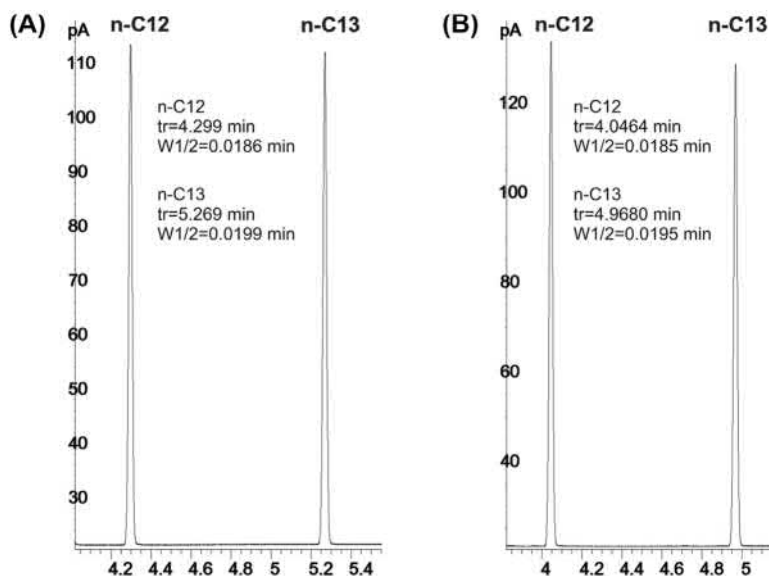 (A)
pA
n-C12
n-C13
n-C12
tr=4.299 min
W1/2=0.0186 min
n-C13
tr=5.269 min
W1/2=0.0199 min
110
100
90
80
70
60
50
40
30
4.2 4.4 4.6 4.8 5 5.2 5.4
(B)
pA
n-C12
n-C13
n-C12
tr=4.0464 min
W1/2=0.0185 min
n-C13
tr=4.9680 min
W1/2=0.0195 min
120
100
80
60
40
4 4.2 4.4 4.6 4.8 5